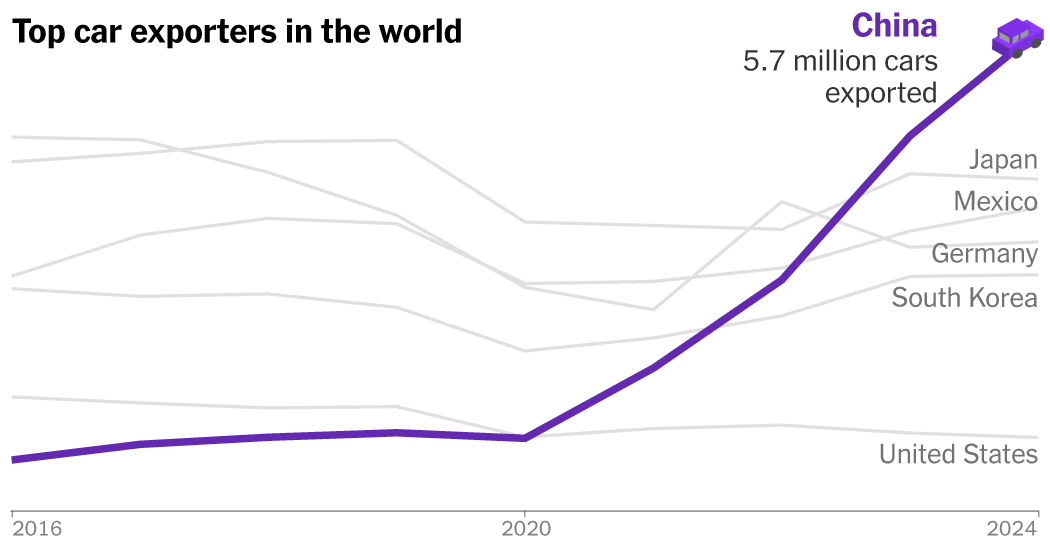 Top car exporters in the world
China
5.7 million cars
exported
Japan
Mexico
Germany
South Korea
United States
2016
2020
2024